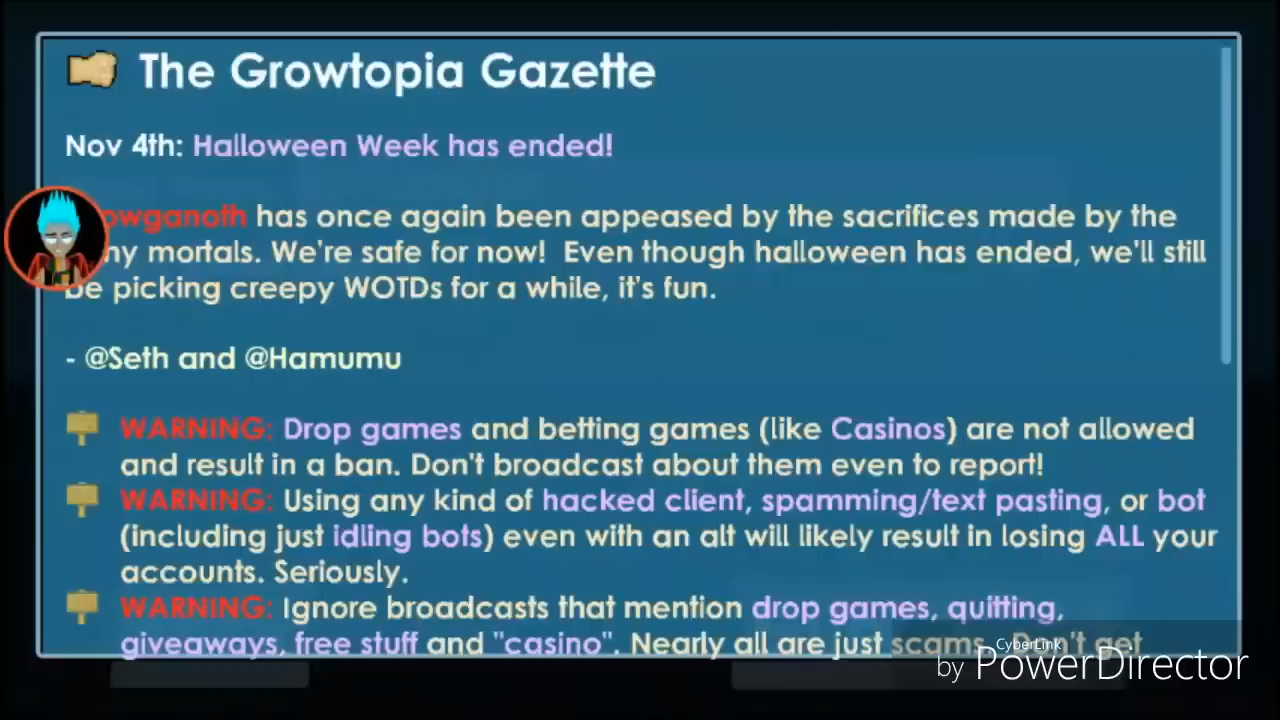 The Growtopia Gazette
Nov 4th: Halloween Week has ended!
owganoth has once again been appeased by the sacrifices made by the
ny mortals. We're safe for now! Even though halloween has ended, we'll still
be picking creepy WOTDs for a while, it's fun.
- @Seth and @Hamumu
WARNING: Drop games and betting games (like Casinos) are not allowed
and result in a ban. Don't broadcast about them even to report!
WARNING: Using any kind of hacked client, spamming/text pasting, or bot
(including just idling bots) even with an alt will likely result in losing ALL your
accounts. Seriously.
WARNING: Ignore broadcasts that mention drop games, quitting,
giveaways, free stuff and "casino". Nearly all are just scams. Don't get
CyberLink
by PowerDirector